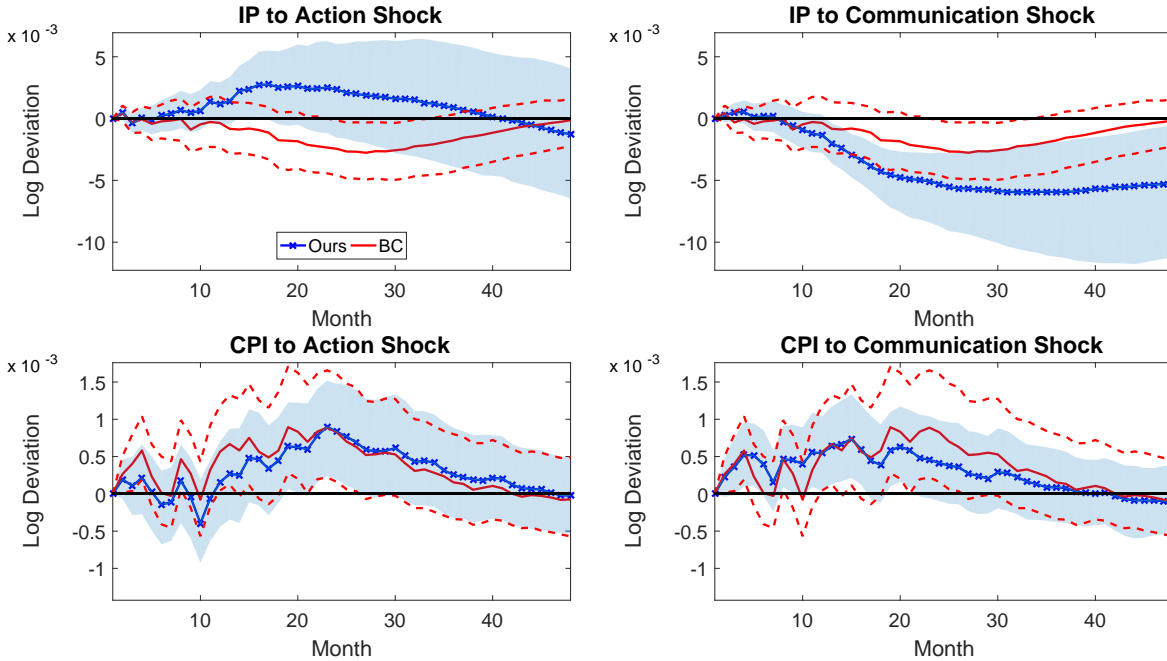 IP to Action Shock
x 10 -3
5
0
-5
-10
Log Deviation
Ours
BC
10
20
30
40
Month
IP to Communication Shock
x 10 -3
5
0
-5
-10
Log Deviation
10
20
30
40
Month
CPI to Action Shock
x 10 -3
1.5
1
0.5
0
-0.5
-1
Log Deviation
10
20
30
40
Month
CPI to Communication Shock
x 10 -3
1.5
1
0.5
0
-0.5
-1
Log Deviation
10
20
30
40
Month